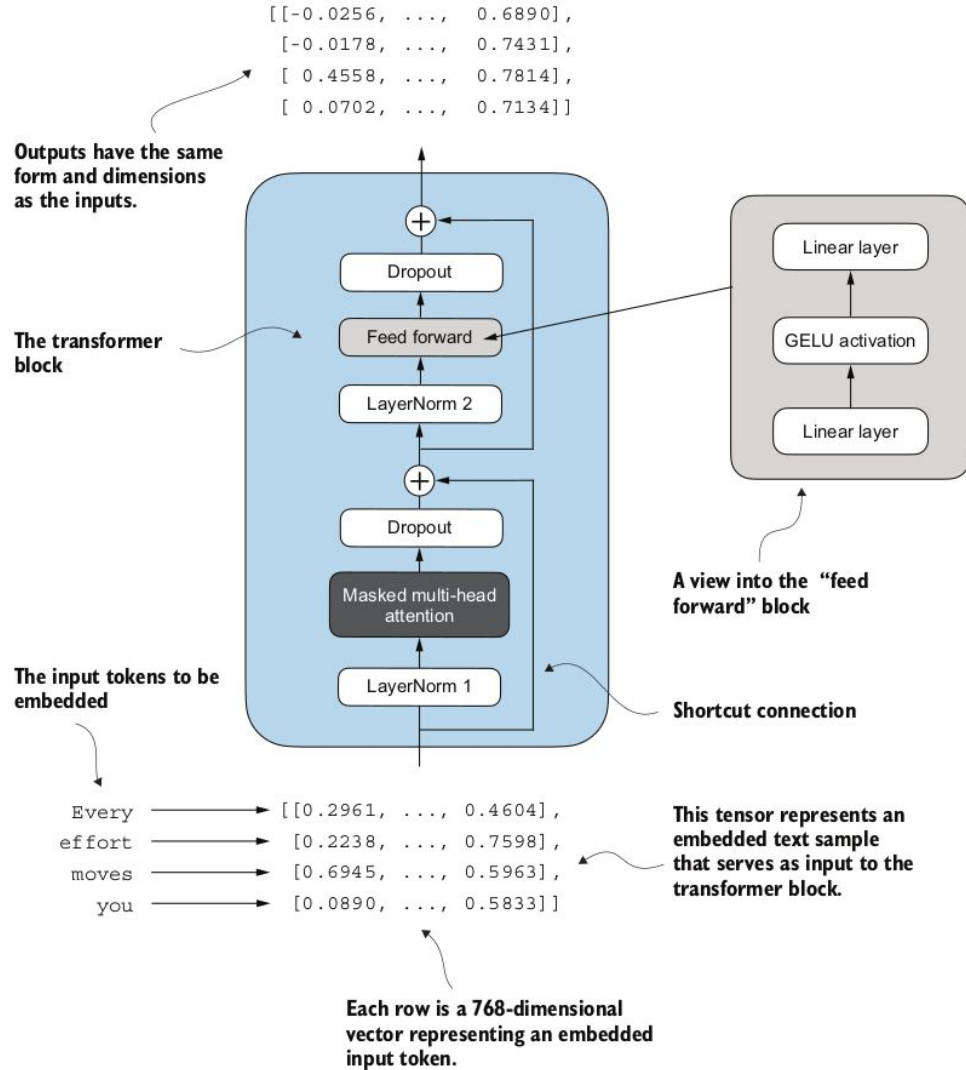 [[-0.0256, ..., 0.6890],
[-0.0178, ..., 0.7431],
[ 0.4558, ..., 0.7814],
[ 0.0702, ..., 0.7134]]
Outputs have the same
form and dimensions
as the inputs.
+
Dropout
Feed forward
LayerNorm 2
+
Dropout
Masked multi-head
attention
LayerNorm 1
The transformer
block
Linear layer
GELU activation
Linear layer
A view into the “feed
forward” block
Shortcut connection
The input tokens to be
embedded
Every [[0.2961, ..., 0.4604],
effort [0.2238, ..., 0.7598],
moves [0.6945, ..., 0.5963],
you [0.0890, ..., 0.5833]]
This tensor represents an
embedded text sample
that serves as input to the
transformer block.
Each row is a 768-dimensional
vector representing an embedded
input token.